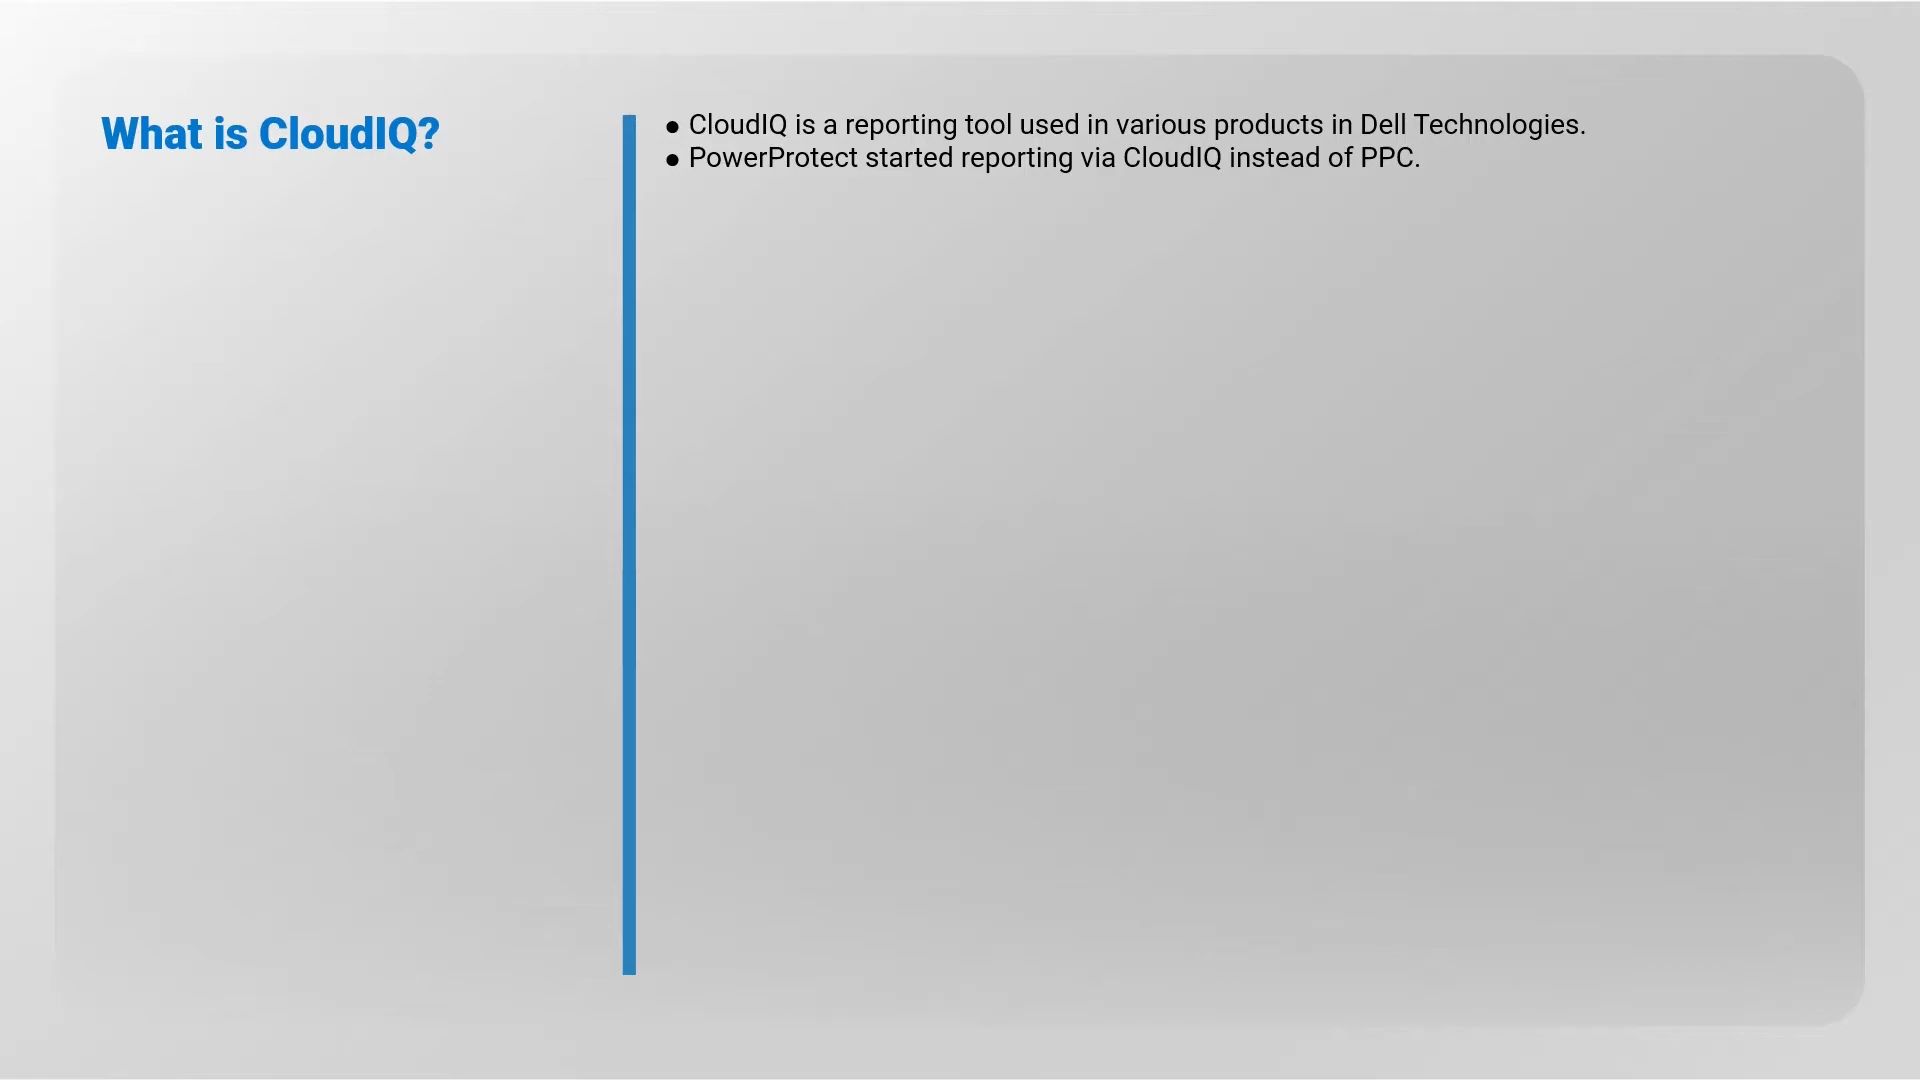 What is CloudIQ?
● CloudIQ is a reporting tool used in various products in Dell Technologies.
● PowerProtect started reporting via CloudIQ instead of PPC.